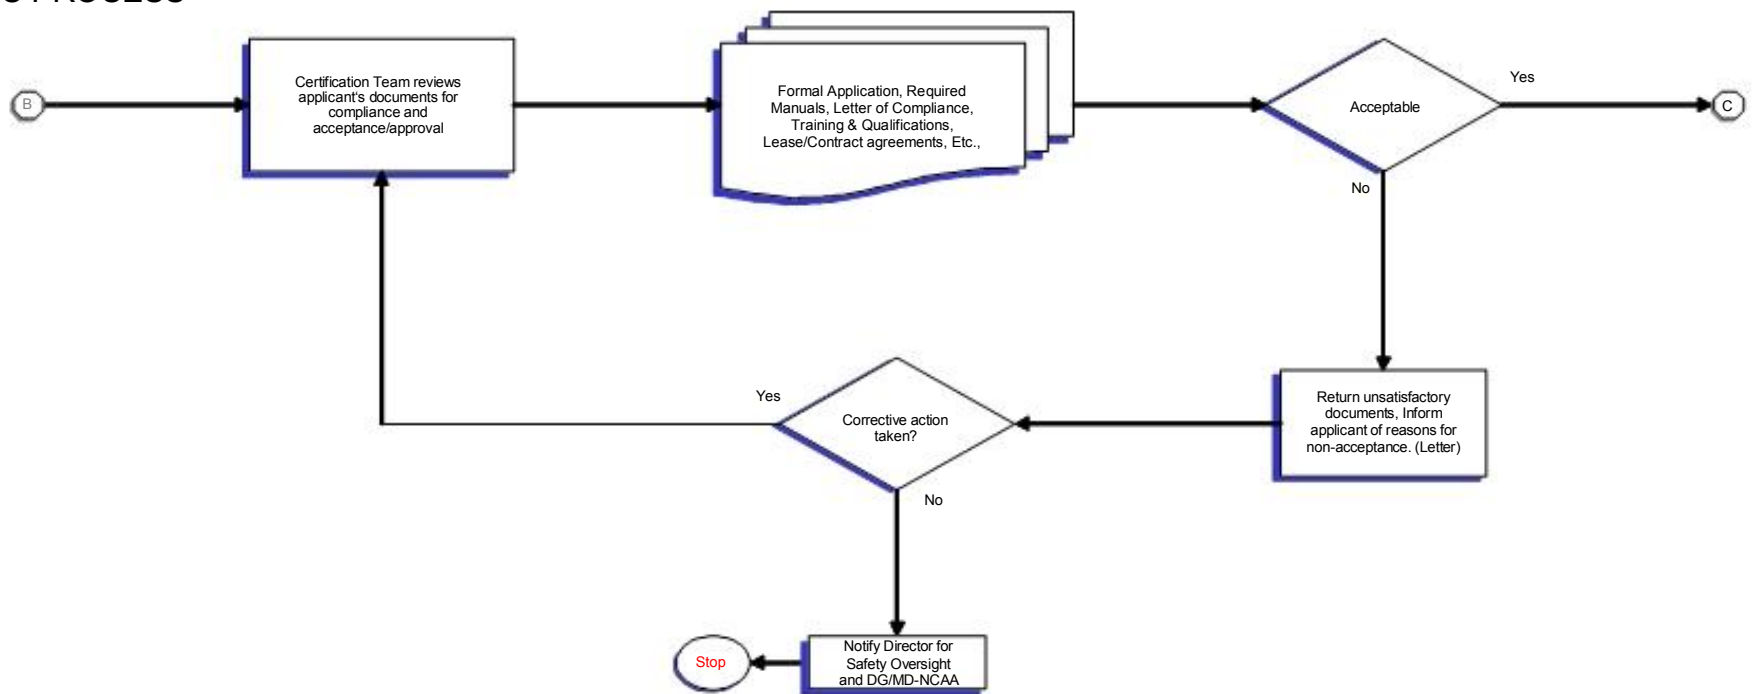 B
Certification Team reviews
applicant's documents for
compliance and
acceptance/approval
Formal Application, Required
Manuals, Letter of Compliance,
Training & Qualifications,
Lease/Contract agreements, Etc.,
Acceptable
Yes
C
No
Return unsatisfactory
documents, Inform
applicant of reasons for
non-acceptance. (Letter)
Corrective action
taken?
Yes
No
Notify Director for
Safety Oversight
and DG/MD-NCAA
Stop